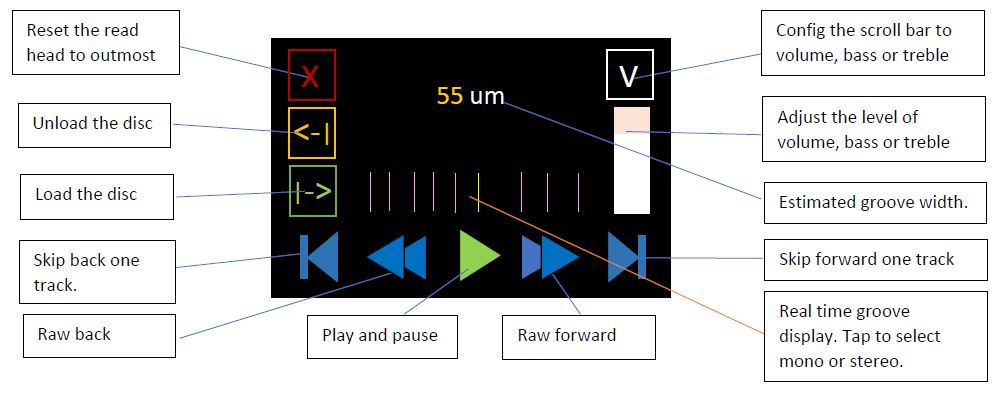 Reset the read
head to outmost
Unload the disc
Load the disc
Skip back one
track.
Raw back
Play and pause
Raw forward
X
<-|
|->
55 um
V
Config the scroll bar to
volume, bass or treble
Adjust the level of
volume, bass or treble
Estimated groove width.
Skip forward one track
Real time groove
display. Tap to select
mono or stereo.